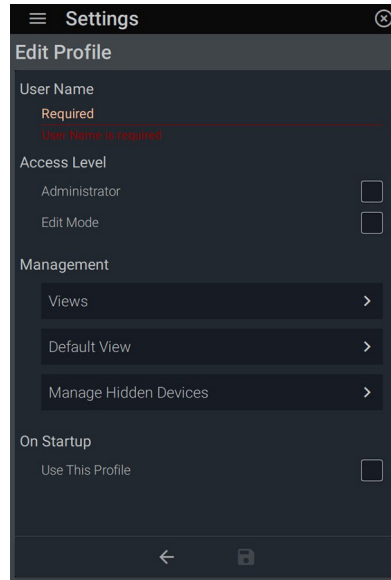 Settings
Edit Profile
User Name
Required
User Name is required
Access Level
Administrator
Edit Mode
Management
Views
Default View
Manage Hidden Devices
On Startup
Use This Profile